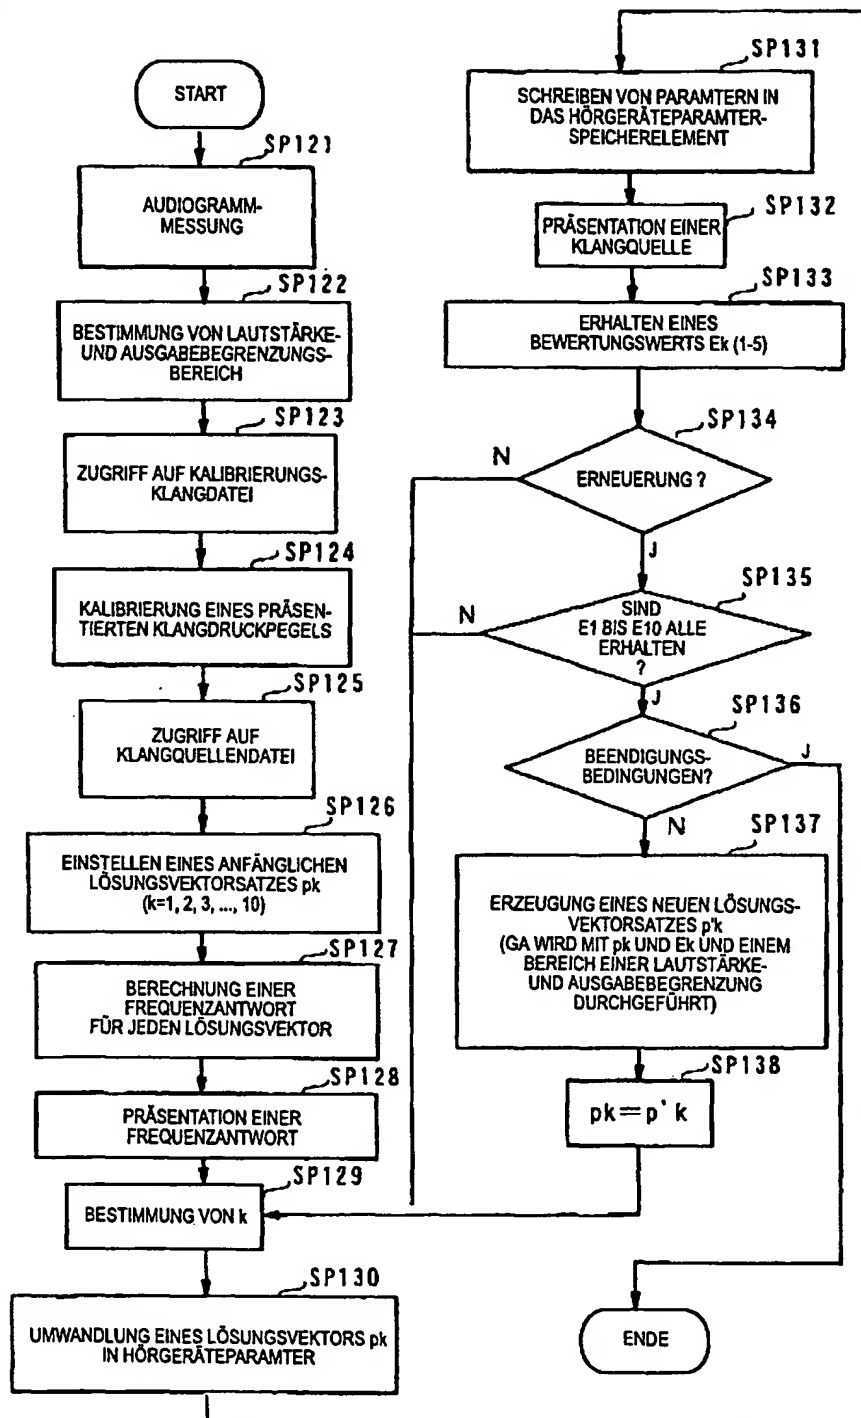 START
SP121
AUDIOGRAMM-
MESSUNG
SP122
BESTIMMUNG VON LAUTSTÄRKE-
UND AUSGABEBEGRENZUNGS-
BEREICH
SP123
ZUGRIFF AUF KALIBRIERUNGS-
KLANGDATEI
SP124
KALIBRIERUNG EINES PRÄSEN-
TIERTEN KLANGDRUCKPEGELS
SP125
ZUGRIFF AUF
KLANGQUELLENDATEI
SP126
EINSTELLEN EINES ANFÄNGLICHEN
LÖSUNGSVEKTORSATZES pk
(k=1, 2, 3, ..., 10)
SP127
BERECHNUNG EINER
FREQUENZANTWORT
FÜR JEDEN LÖSUNGSVEKTOR
SP128
PRÄSENTATION EINER
FREQUENZANTWORT
SP129
BESTIMMUNG VON k
SP130
UMWANDLUNG EINES LÖSUNGSVEKTORS pk
IN HÖRGERÄTEPARAMTER
SP131
SCHREIBEN VON PARAMTERN IN
DAS HÖRGERÄTEPARAMTER-
SPEICHERELEMENT
SP132
PRÄSENTATION EINER
KLANGQUELLE
SP133
ERHALTEN EINES
BEWERTUNGSWERTS Ek (1-5)
SP134
N
ERNEUERUNG ?
J
SP135
N
SIND
E1 BIS E10 ALLE
ERHALTEN
?
J
SP136
BEENDIGUNGS-
BEDINGUNGEN?
J
N
SP137
ERZEUGUNG EINES NEUEN LÖSUNGS-
VEKTORSATZES p'k
(GA WIRD MIT pk UND Ek UND EINEM
BEREICH EINER LAUTSTÄRKE-
UND AUSGABEBEGRENZUNG
DURCHGEFÜHRT)
SP138
pk=p'k
ENDE